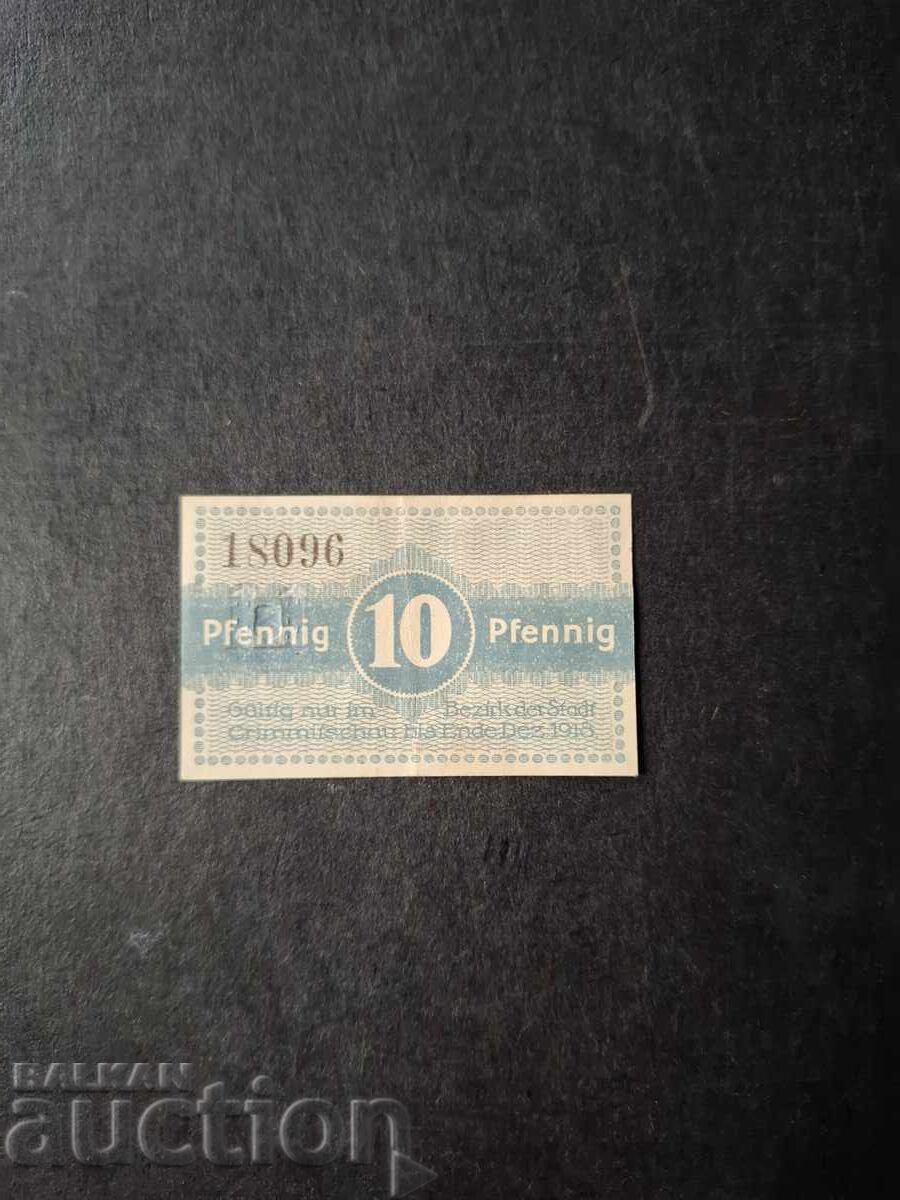 18096
Pfennig 10 Pfennig
Gültig nur im Bezirk der Stadt
Crimmitschau bis Ende Dez. 1918
BALKAN
auction